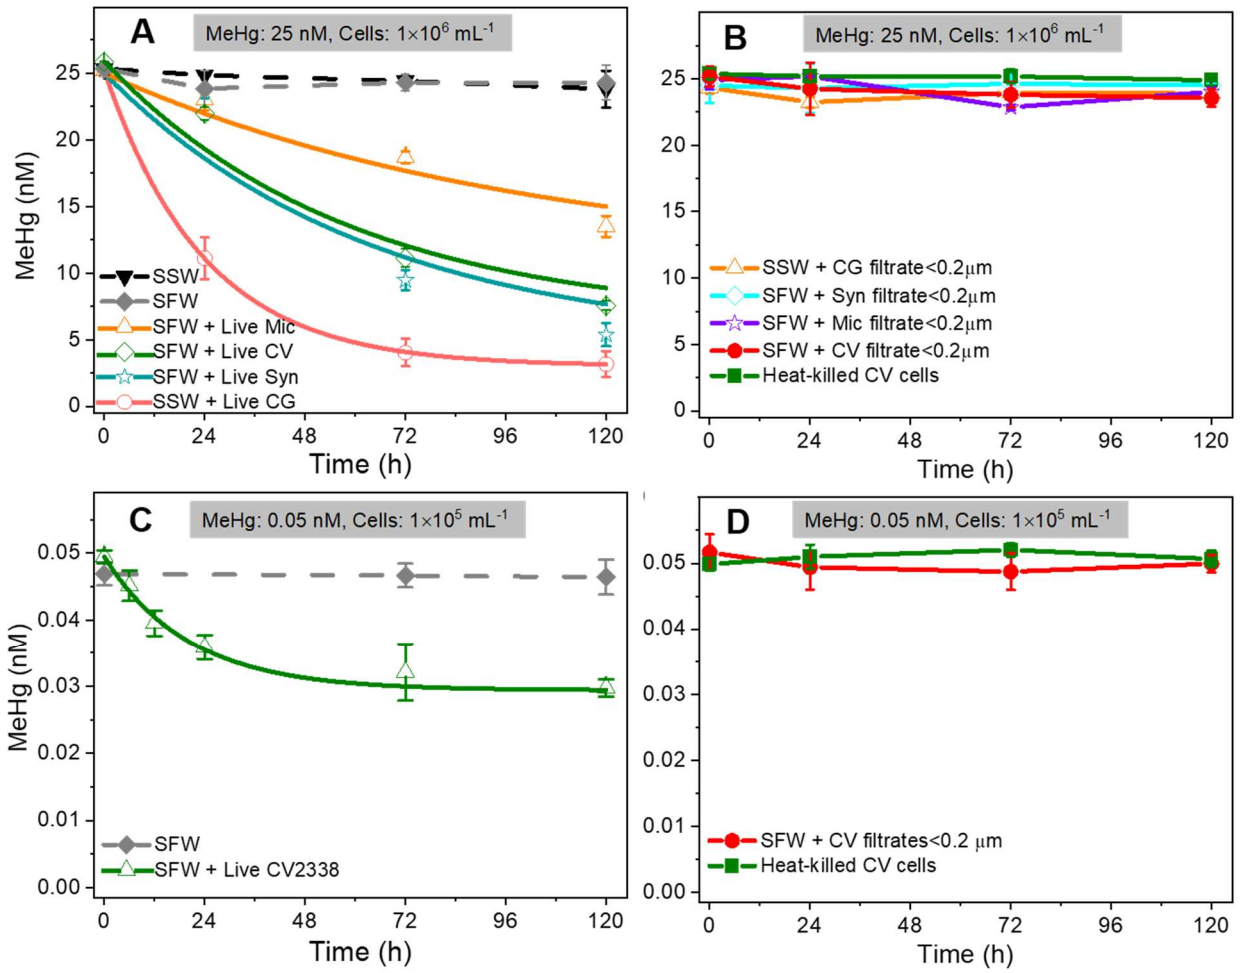 A
MeHg: 25 nM, Cells: 1×10⁶ mL⁻¹
MeHg (nM)
25
20
15
10
5
0
SSW
SFW
SFW + Live Mic
SFW + Live CV
SFW + Live Syn
SSW + Live CG
0 24 48 72 96 120
Time (h)
B
MeHg: 25 nM, Cells: 1×10⁶ mL⁻¹
25
20
15
10
5
0
SSW + CG filtrate<0.2μm
SFW + Syn filtrate<0.2μm
SFW + Mic filtrate<0.2μm
SFW + CV filtrate<0.2μm
Heat-killed CV cells
0 24 48 72 96 120
Time (h)
C
MeHg: 0.05 nM, Cells: 1×10⁵ mL⁻¹
MeHg (nM)
0.05
0.04
0.03
0.02
0.01
0.00
SFW
SFW + Live CV2338
0 24 48 72 96 120
Time (h)
D
MeHg: 0.05 nM, Cells: 1×10⁵ mL⁻¹
0.05
0.04
0.03
0.02
0.01
0.00
SFW + CV filtrates<0.2 μm
Heat-killed CV cells
0 24 48 72 96 120
Time (h)